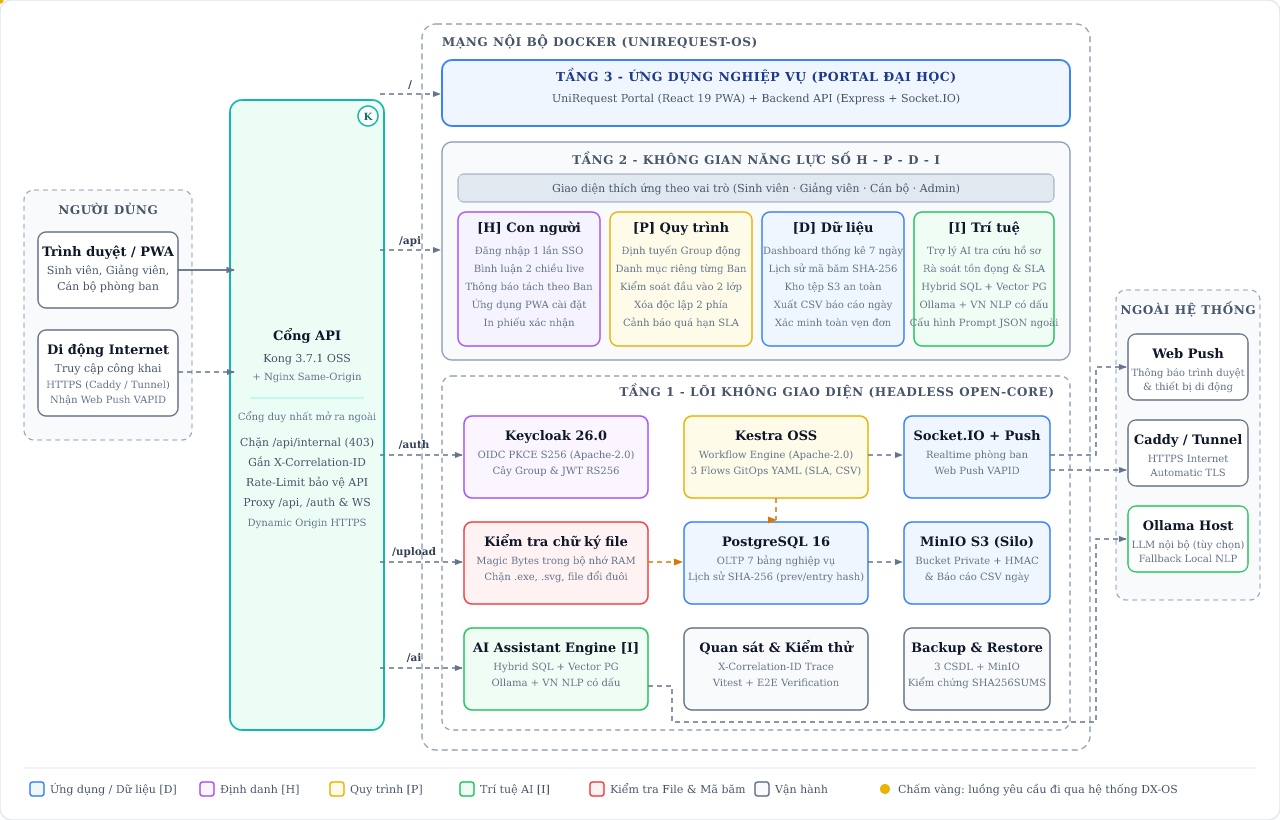 NGƯỜI DÙNG
Trình duyệt / PWA
Sinh viên, Giảng viên,
Cán bộ phòng ban
Di động Internet
Truy cập công khai
HTTPS (Caddy / Tunnel)
Nhận Web Push VAPID
K
Cổng API
Kong 3.7.1 OSS
+ Nginx Same-Origin
Cổng duy nhất mở ra ngoài
Chặn /api/internal (403)
Gắn X-Correlation-ID
Rate-Limit bảo vệ API
Proxy /api, /auth & WS
Dynamic Origin HTTPS
/
/api
/auth
/upload
/ai
MẠNG NỘI BỘ DOCKER (UNIREQUEST-OS)
TẦNG 3 - ỨNG DỤNG NGHIỆP VỤ (PORTAL ĐẠI HỌC)
UniRequest Portal (React 19 PWA) + Backend API (Express + Socket.IO)
TẦNG 2 - KHÔNG GIAN NĂNG LỰC SỐ H - P - D - I
Giao diện thích ứng theo vai trò (Sinh viên · Giảng viên · Cán bộ · Admin)
[H] Con người
Đăng nhập 1 lần SSO
Bình luận 2 chiều live
Thông báo tách theo Ban
Ứng dụng PWA cài đặt
In phiếu xác nhận
[P] Quy trình
Định tuyến Group động
Danh mục riêng từng Ban
Kiểm soát đầu vào 2 lớp
Xóa độc lập 2 phía
Cảnh báo quá hạn SLA
[D] Dữ liệu
Dashboard thống kê 7 ngày
Lịch sử mã băm SHA-256
Kho tệp S3 an toàn
Xuất CSV báo cáo ngày
Xác minh toàn vẹn đơn
[I] Trí tuệ
Trợ lý AI tra cứu hồ sơ
Rà soát tồn đọng & SLA
Hybrid SQL + Vector PG
Ollama + VN NLP có dấu
Cấu hình Prompt JSON ngoài
TẦNG 1 - LÕI KHÔNG GIAO DIỆN (HEADLESS OPEN-CORE)
Keycloak 26.0
OIDC PKCE S256 (Apache-2.0)
Cây Group & JWT RS256
Kestra OSS
Workflow Engine (Apache-2.0)
3 Flows GitOps YAML (SLA, CSV)
Socket.IO + Push
Realtime phòng ban
Web Push VAPID
Kiểm tra chữ ký file
Magic Bytes trong bộ nhớ RAM
Chặn .exe, .svg, file đổi đuôi
PostgreSQL 16
OLTP 7 bảng nghiệp vụ
Lịch sử SHA-256 (prev/entry hash)
MinIO S3 (Silo)
Bucket Private + HMAC
& Báo cáo CSV ngày
AI Assistant Engine [I]
Hybrid SQL + Vector PG
Ollama + VN NLP có dấu
Quan sát & Kiểm thử
X-Correlation-ID Trace
Vitest + E2E Verification
Backup & Restore
3 CSDL + MinIO
Kiểm chứng SHA256SUMS
NGOÀI HỆ THỐNG
Web Push
Thông báo trình duyệt
& thiết bị di động
Caddy / Tunnel
HTTPS Internet
Automatic TLS
Ollama Host
LLM nội bộ (tùy chọn)
Fallback Local NLP
Ứng dụng / Dữ liệu [D]
Định danh [H]
Quy trình [P]
Trí tuệ AI [I]
Kiểm tra File & Mã băm
Vận hành
Chấm vàng: luồng yêu cầu đi qua hệ thống DX-OS